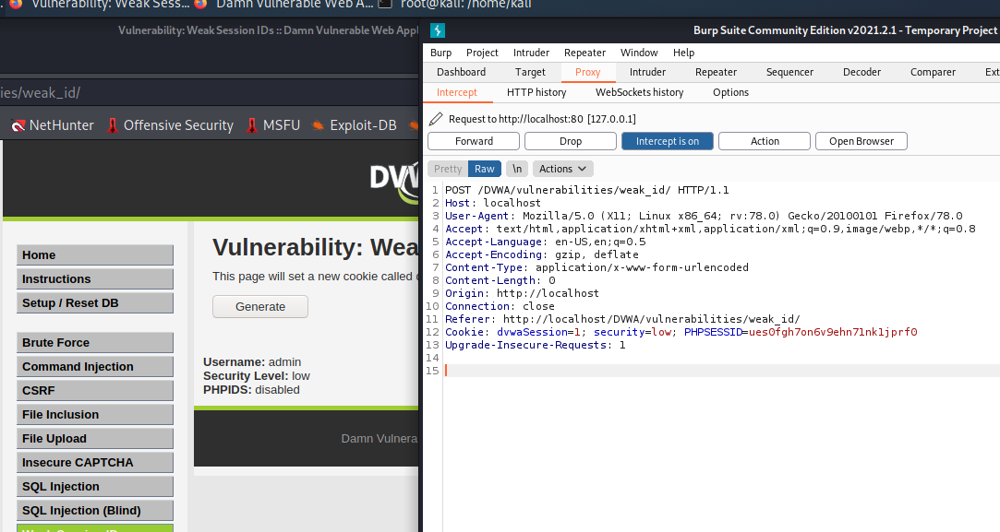 Vulnerability: Weak Sess... Damn Vulnerable Web A... root@kali: /home/kali
Vulnerability: Weak Session IDs :: Damn Vulnerable Web Appl
ies/weak_id/
NetHunter Offensive Security MSFU Exploit-DB
DVW
Home
Instructions
Setup / Reset DB
Brute Force
Command Injection
CSRF
File Inclusion
File Upload
Insecure CAPTCHA
SQL Injection
SQL Injection (Blind)
Vulnerability: Wea
This page will set a new cookie called
Generate
Username: admin
Security Level: low
PHPIDS: disabled
Damn Vulnera
Burp Suite Community Edition v2021.2.1 - Temporary Project
Burp Project Intruder Repeater Window Help
Dashboard Target Proxy Intruder Repeater Sequencer Decoder Comparer Ext
Intercept HTTP history WebSockets history Options
Request to http://localhost:80 [127.0.0.1]
Forward Drop Intercept is on Action Open Browser
Pretty Raw \n Actions
1 POST /DVWA/vulnerabilities/weak_id/ HTTP/1.1
2 Host: localhost
3 User-Agent: Mozilla/5.0 (X11; Linux x86_64; rv:78.0) Gecko/20100101 Firefox/78.0
4 Accept: text/html,application/xhtml+xml,application/xml;q=0.9,image/webp,*/*;q=0.8
5 Accept-Language: en-US,en;q=0.5
6 Accept-Encoding: gzip, deflate
7 Content-Type: application/x-www-form-urlencoded
8 Content-Length: 0
9 Origin: http://localhost
10 Connection: close
11 Referer: http://localhost/DVWA/vulnerabilities/weak_id/
12 Cookie: dvwaSession=1; security=low; PHPSESSID=ues0fgh7on6v9ehn71nk1jprf0
13 Upgrade-Insecure-Requests: 1
14
15